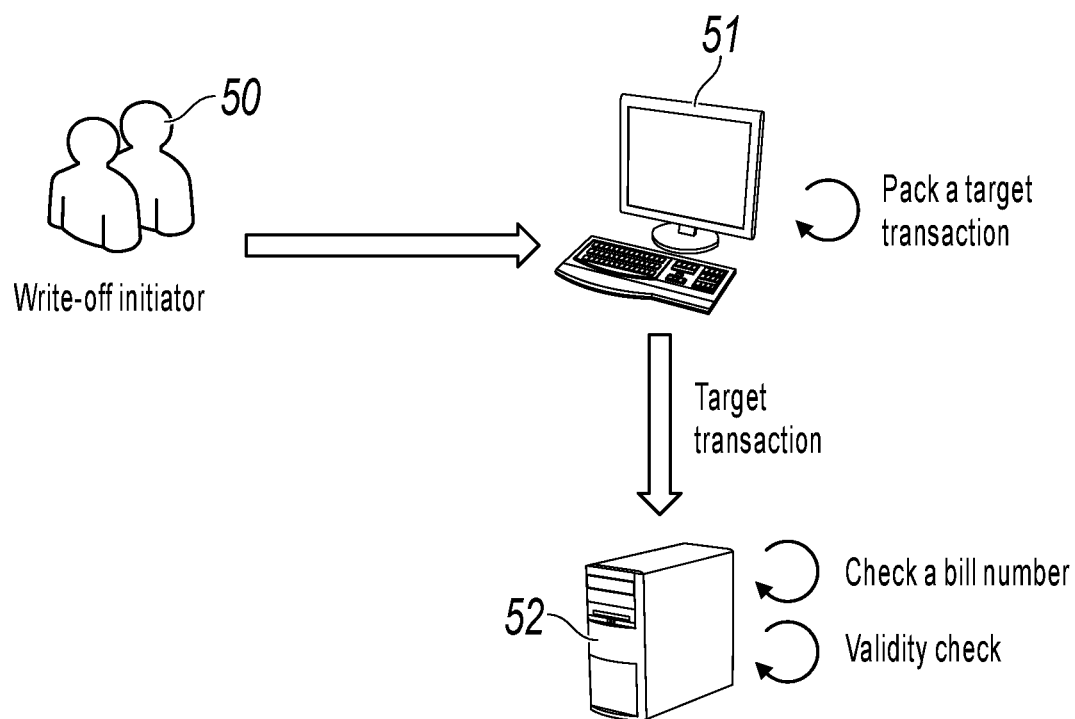 50
51
Pack a target
transaction
Write-off initiator
Target
transaction
52
Check a bill number
Validity check